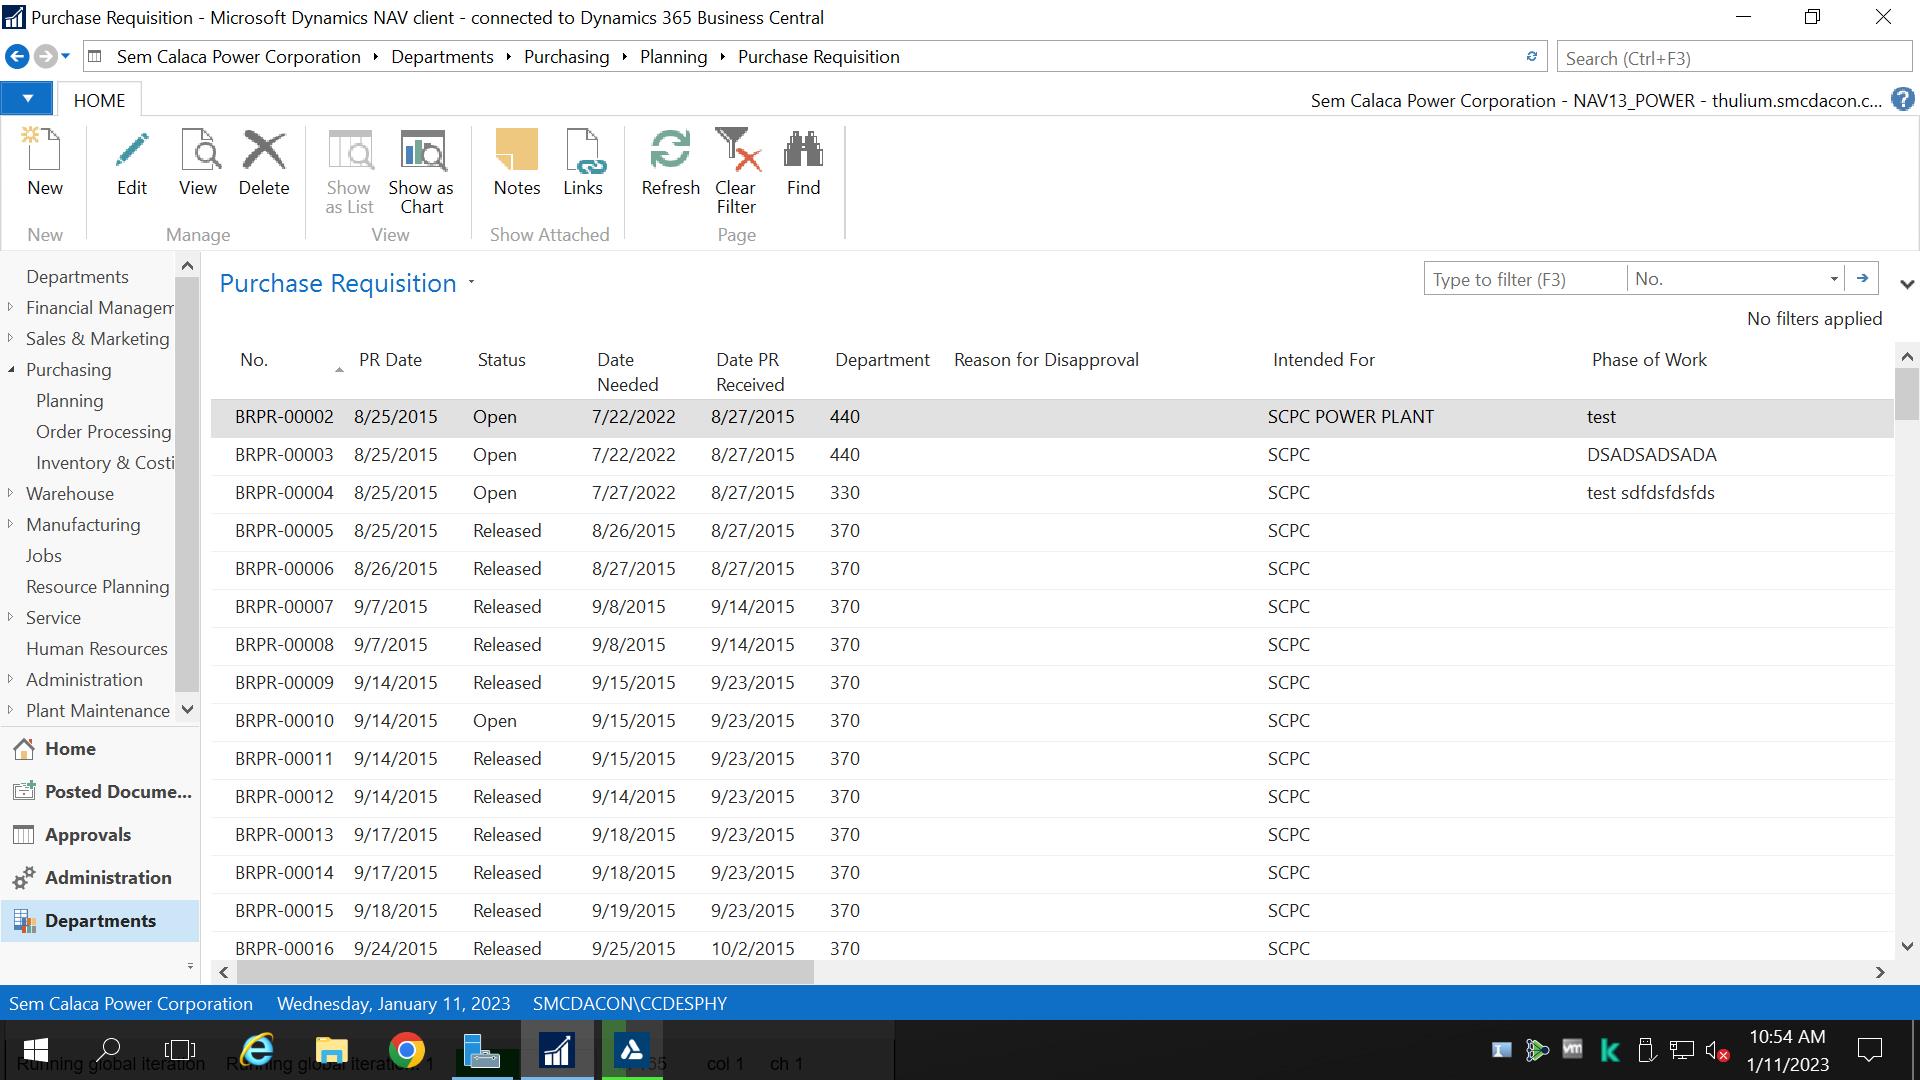 Purchase Requisition - Microsoft Dynamics NAV client - connected to Dynamics 365 Business Central
Sem Calaca Power Corporation Departments Purchasing Planning Purchase Requisition
Search (Ctrl+F3)
HOME
Sem Calaca Power Corporation - NAV13_POWER - thulium.smcdacon.c...
New Edit View Delete Show as List Show as Chart Notes Links Refresh Clear Filter Find
New Manage View Show Attached Page
Departments
Financial Managem
Sales & Marketing
Purchasing
Planning
Order Processing
Inventory & Costi
Warehouse
Manufacturing
Jobs
Resource Planning
Service
Human Resources
Administration
Plant Maintenance
Home
Posted Docume...
Approvals
Administration
Departments
Purchase Requisition
Type to filter (F3) No.
No filters applied
No. PR Date Status Date Needed Date PR Received Department Reason for Disapproval Intended For Phase of Work
BRPR-00002 8/25/2015 Open 7/22/2022 8/27/2015 440 SCPC POWER PLANT test
BRPR-00003 8/25/2015 Open 7/22/2022 8/27/2015 440 SCPC DSADSADSADA
BRPR-00004 8/25/2015 Open 7/27/2022 8/27/2015 330 SCPC test sdfdsfdsfds
BRPR-00005 8/25/2015 Released 8/26/2015 8/27/2015 370 SCPC
BRPR-00006 8/26/2015 Released 8/27/2015 8/27/2015 370 SCPC
BRPR-00007 9/7/2015 Released 9/8/2015 9/14/2015 370 SCPC
BRPR-00008 9/7/2015 Released 9/8/2015 9/14/2015 370 SCPC
BRPR-00009 9/14/2015 Released 9/15/2015 9/23/2015 370 SCPC
BRPR-00010 9/14/2015 Open 9/15/2015 9/23/2015 370 SCPC
BRPR-00011 9/14/2015 Released 9/15/2015 9/23/2015 370 SCPC
BRPR-00012 9/14/2015 Released 9/14/2015 9/23/2015 370 SCPC
BRPR-00013 9/17/2015 Released 9/18/2015 9/23/2015 370 SCPC
BRPR-00014 9/17/2015 Released 9/18/2015 9/23/2015 370 SCPC
BRPR-00015 9/18/2015 Released 9/19/2015 9/23/2015 370 SCPC
BRPR-00016 9/24/2015 Released 9/25/2015 10/2/2015 370 SCPC
Sem Calaca Power Corporation Wednesday, January 11, 2023 SMCDACON\CCDESPHY
Running global iteration Running global iteration: 1 col 1 ch 1
10:54 AM
1/11/2023